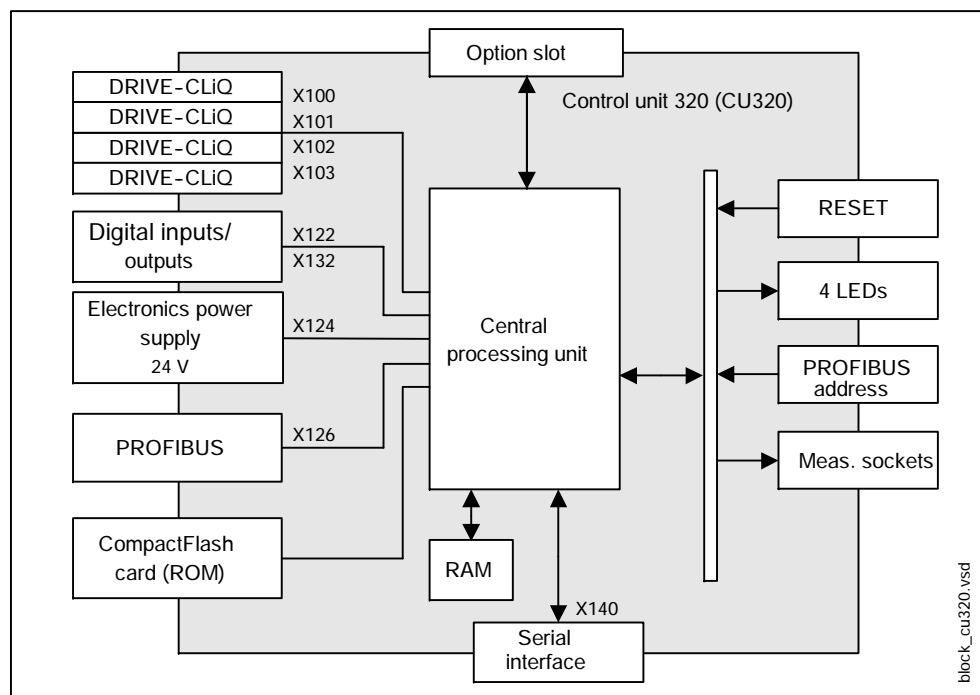 Option slot
Control unit 320 (CU320)
DRIVE-CLiQ
X100
DRIVE-CLiQ
X101
DRIVE-CLiQ
X102
DRIVE-CLiQ
X103
Digital inputs/
outputs
X122
X132
Electronics power
supply
24 V
X124
PROFIBUS
X126
CompactFlash
card (ROM)
Central
processing unit
RAM
X140
Serial
interface
RESET
4 LEDs
PROFIBUS
address
Meas. sockets
block_cu320.vsd